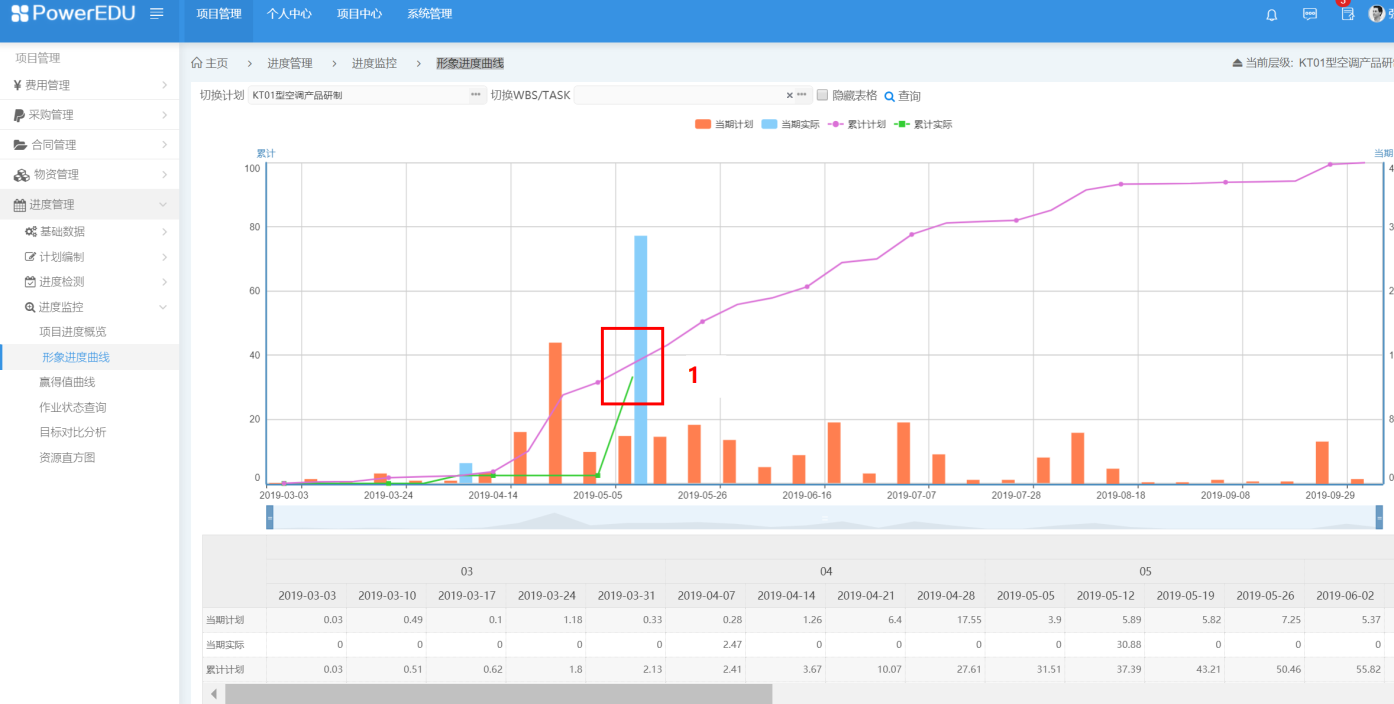 PowerEDU 项目管理 个人中心 项目中心 系统管理
项目管理
¥ 费用管理
采购管理
合同管理
物资管理
进度管理
基础数据
计划编制
进度检测
进度监控
项目进度概览
形象进度曲线
赢得值曲线
作业状态查询
目标对比分析
资源直方图
主页 > 进度管理 > 进度监控 > 形象进度曲线 当前层级: KT01型空调产品研
切换计划 KT01型空调产品研制 ••• 切换WBS/TASK × ••• 隐藏表格 查询
当期计划 当期实际 累计计划 累计实际
累计 当期
100
80
60
40
20
0
1
2019-03-03 2019-03-24 2019-04-14 2019-05-05 2019-05-26 2019-06-16 2019-07-07 2019-07-28 2019-08-18 2019-09-08 2019-09-29
03 04 05
2019-03-03 2019-03-10 2019-03-17 2019-03-24 2019-03-31 2019-04-07 2019-04-14 2019-04-21 2019-04-28 2019-05-05 2019-05-12 2019-05-19 2019-05-26 2019-06-02
当期计划 0.03 0.49 0.1 1.18 0.33 0.28 1.26 6.4 17.55 3.9 5.89 5.82 7.25 5.37
当期实际 0 0 0 0 0 2.47 0 0 0 0 30.88 0 0 0
累计计划 0.03 0.51 0.62 1.8 2.13 2.41 3.67 10.07 27.61 31.51 37.39 43.21 50.46 55.82